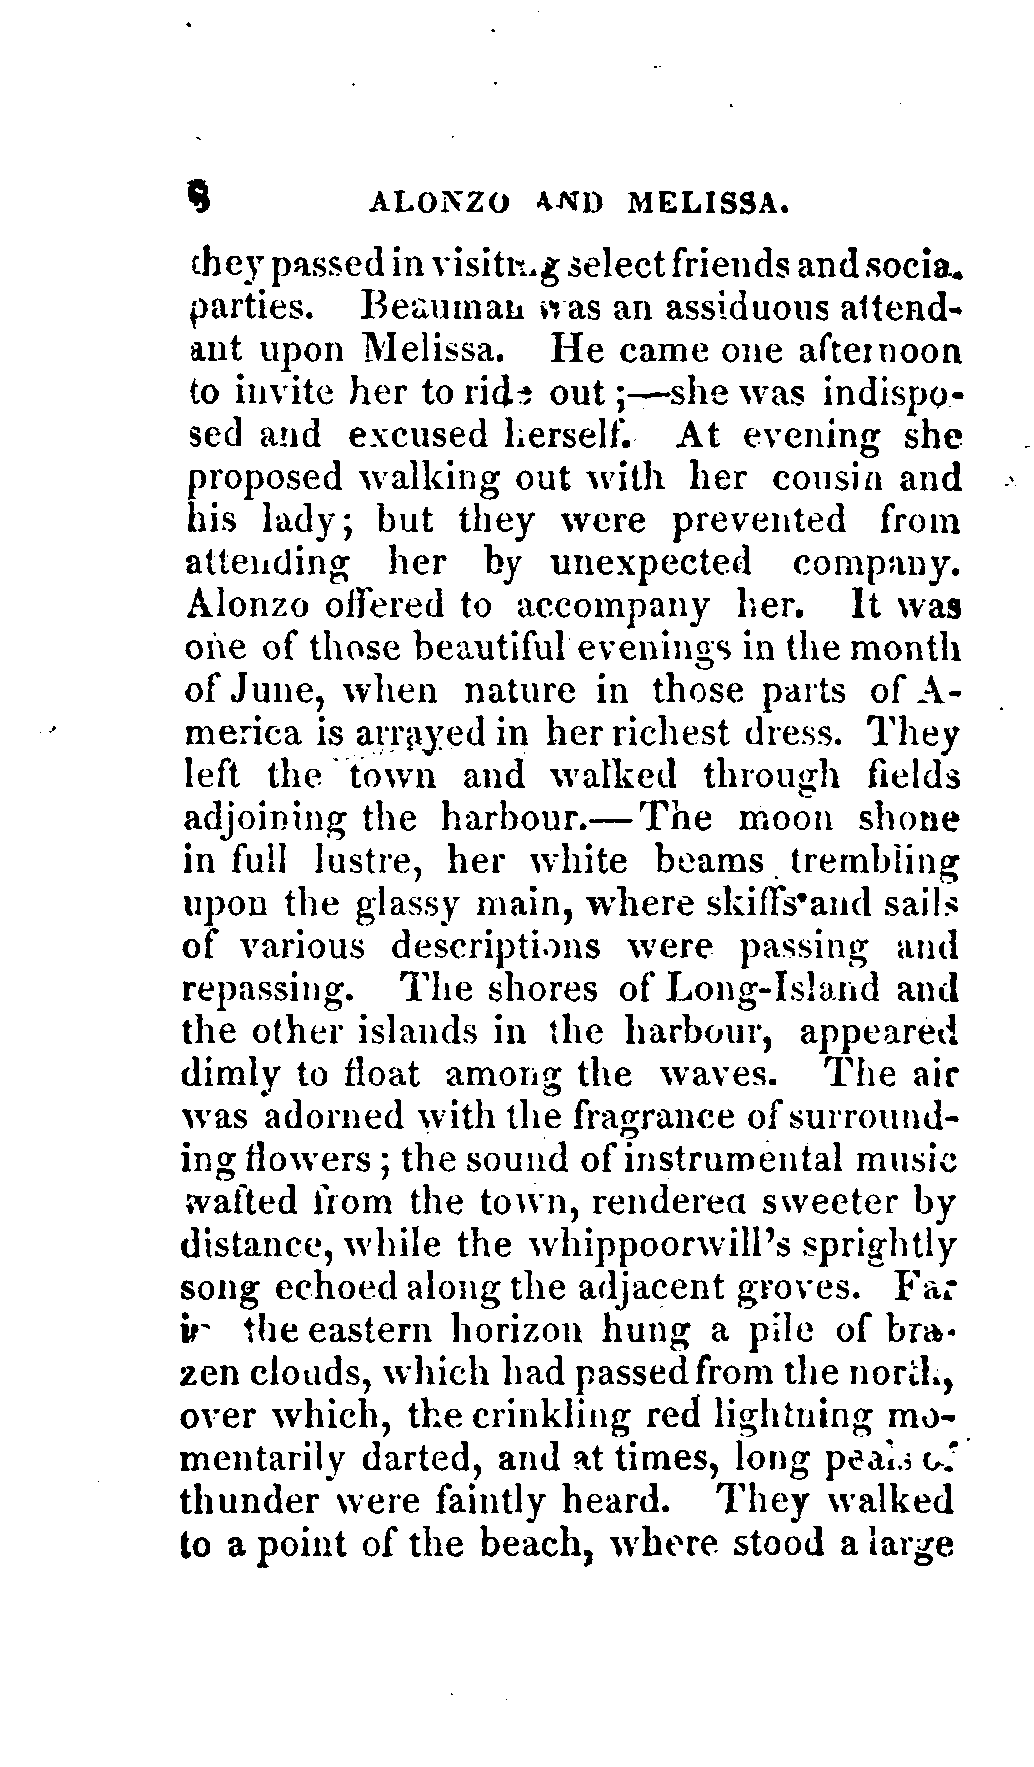 8 ALONZO AND MELISSA.
they passed in visiting select friends and social
parties. Beauman was an assiduous attend-
ant upon Melissa. He came one afternoon
to invite her to ride out ;—she was indispo-
sed and excused herself. At evening she
proposed walking out with her cousin and
his lady; but they were prevented from
attending her by unexpected company.
Alonzo offered to accompany her. It was
one of those beautiful evenings in the month
of June, when nature in those parts of A-
merica is arrayed in her richest dress. They
left the town and walked through fields
adjoining the harbour.—The moon shone
in full lustre, her white beams trembling
upon the glassy main, where skiffs and sails
of various descriptions were passing and
repassing. The shores of Long-Island and
the other islands in the harbour, appeared
dimly to float among the waves. The air
was adorned with the fragrance of surround-
ing flowers ; the sound of instrumental music
wafted from the town, rendered sweeter by
distance, while the whippoorwill's sprightly
song echoed along the adjacent groves. Far
in the eastern horizon hung a pile of bra-
zen clouds, which had passed from the north,
over which, the crinkling red lightning mo-
mentarily darted, and at times, long peals of
thunder were faintly heard. They walked
to a point of the beach, where stood a large